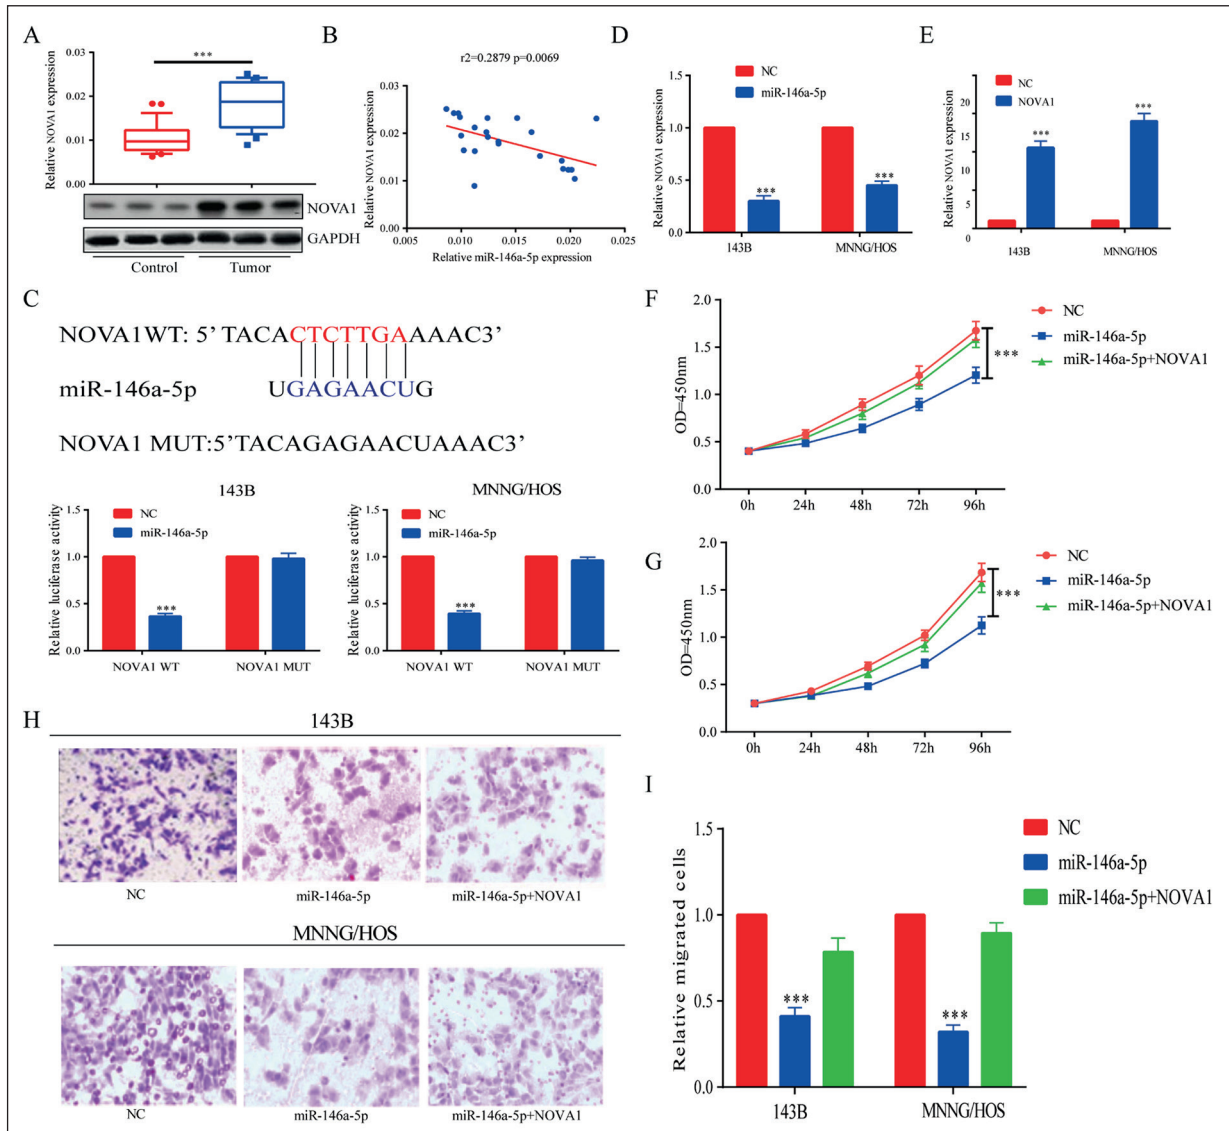 A
***
Relative NOVA1 expression
0.03
0.02
0.01
0.00
NOVA1
GAPDH
Control
Tumor
B
r2=0.2879 p=0.0069
Relative NOVA1 expression
0.03
0.02
0.01
0.00
0.005
0.010
0.015
0.020
0.025
Relative miR-146a-5p expression
D
NC
miR-146a-5p
Relative NOVA1 expression
1.5
1.0
0.5
0.0
***
***
143B
MNNG/HOS
E
NC
NOVA1
Relative NOVA1 expression
20
15
10
5
0
***
***
143B
MNNG/HOS
C
NOVA1WT: 5’ TACACTCTTGAAAAC3’
miR-146a-5p UGAGAACUG
NOVA1 MUT:5’TACAGAGAACUAAAC3’
143B
NC
miR-146a-5p
Relative luciferase activity
1.5
1.0
0.5
0.0
***
NOVA1 WT
NOVA1 MUT
MNNG/HOS
NC
miR-146a-5p
Relative luciferase activity
1.5
1.0
0.5
0.0
***
NOVA1 WT
NOVA1 MUT
F
OD=450nm
2.0
1.5
1.0
0.5
0.0
0h
24h
48h
72h
96h
***
NC
miR-146a-5p
miR-146a-5p+NOVA1
G
OD=450nm
2.0
1.5
1.0
0.5
0.0
0h
24h
48h
72h
96h
***
NC
miR-146a-5p
miR-146a-5p+NOVA1
H
143B
NC
miR-146a-5p
miR-146a-5p+NOVA1
MNNG/HOS
NC
miR-146a-5p
miR-146a-5p+NOVA1
I
Relative migrated cells
1.5
1.0
0.5
0.0
***
***
143B
MNNG/HOS
NC
miR-146a-5p
miR-146a-5p+NOVA1